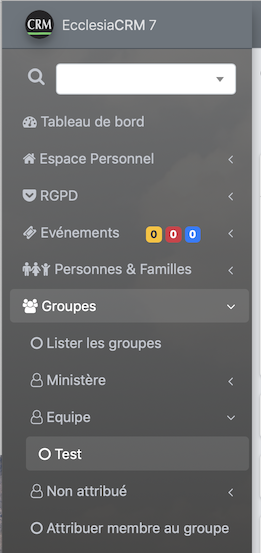 CRM EcclesiaCRM 7
Tableau de bord
Espace Personnel
RGPD
Evénements 0 0 0
Personnes & Familles
Groupes
Lister les groupes
Ministère
Equipe
Test
Non attribué
Attribuer membre au groupe